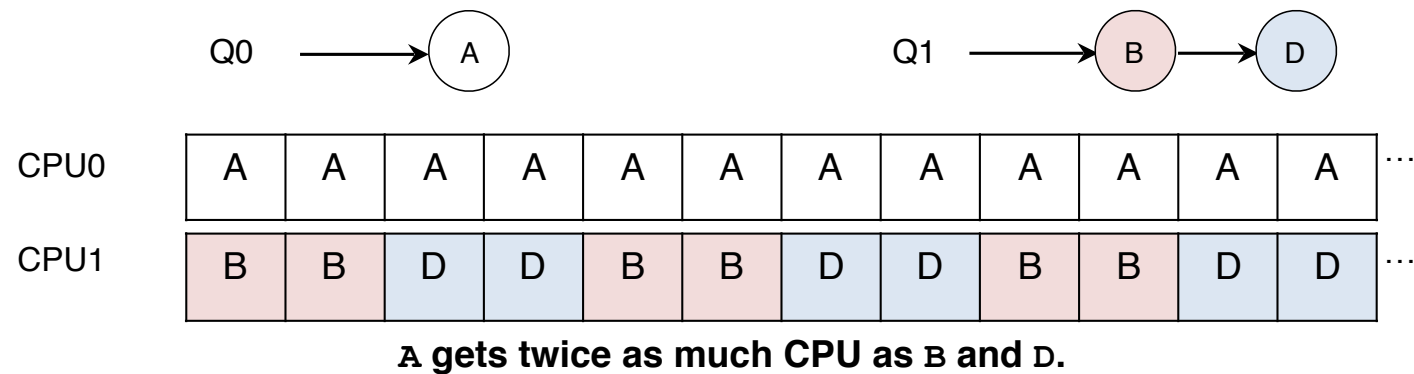 Q0 A Q1 B D
CPU0 A A A A A A A A A A A A ...
CPU1 B B D D B B D D B B D D ...
A gets twice as much CPU as B and D.